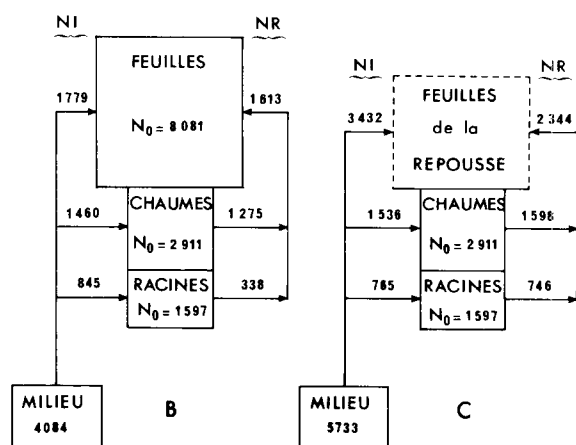 NI NR
FEUILLES
1779 1613
N₀ = 8 081
CHAUMES
1460 1275
N₀ = 2 911
845 RACINES 338
N₀ = 1597
MILIEU
4084
B
NI NR
FEUILLES
3 432 2 344
de la
REPOUSSE
CHAUMES
1 536 1 598
N₀ = 2 911
765 RACINES 746
N₀ = 1597
MILIEU
5733
C